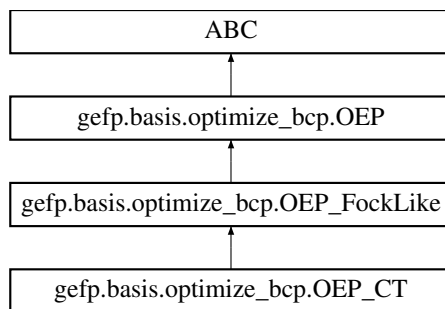 ABC
gefp.basis.optimize_bcp.OEP
gefp.basis.optimize_bcp.OEP_FockLike
gefp.basis.optimize_bcp.OEP_CT